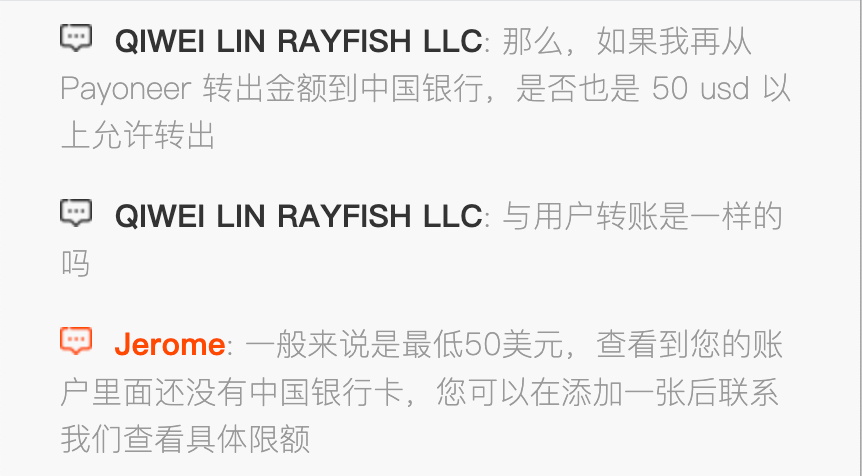 QIWEI LIN RAYFISH LLC: 那么，如果我再从
Payoneer 转出金额到中国银行，是否也是 50 usd 以
上允许转出
QIWEI LIN RAYFISH LLC: 与用户转账是一样的
吗
Jerome: 一般来说是最低50美元，查看到您的账
户里面还没有中国银行卡，您可以在添加一张后联系
我们查看具体限额